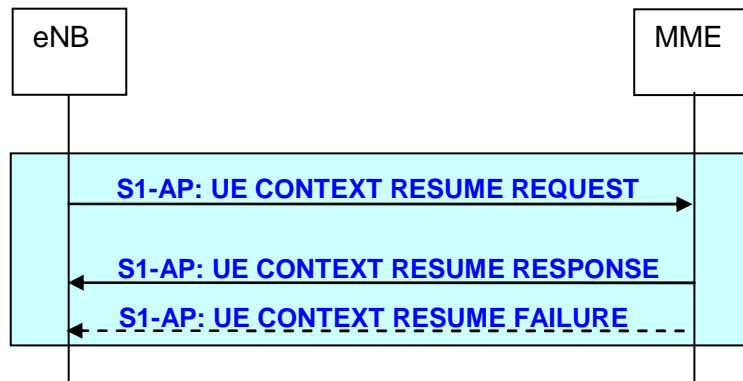 eNB
MME
S1-AP: UE CONTEXT RESUME REQUEST
S1-AP: UE CONTEXT RESUME RESPONSE
S1-AP: UE CONTEXT RESUME FAILURE